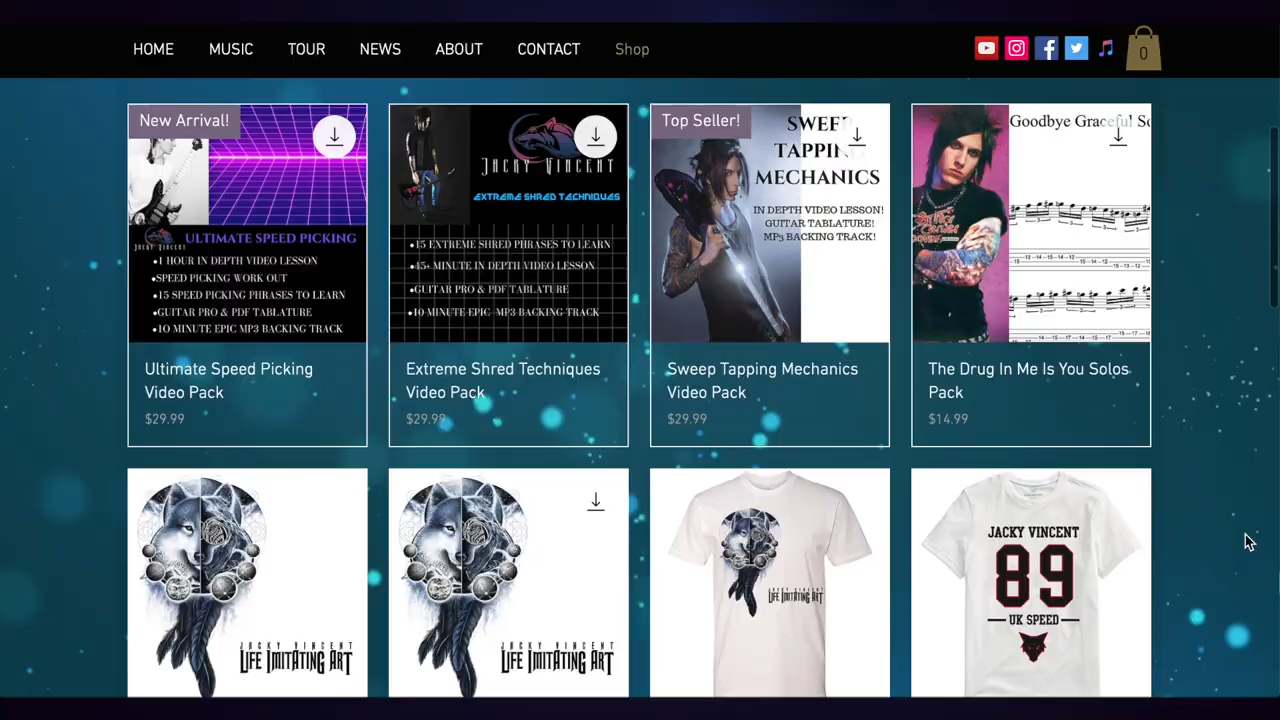 HOME MUSIC TOUR NEWS ABOUT CONTACT Shop 0
New Arrival!
ULTIMATE SPEED PICKING
•1 HOUR IN DEPTH VIDEO LESSON
•SPEED PICKING WORK OUT
•15 SPEED PICKING PHRASES TO LEARN
•GUITAR PRO & PDF TABLATURE
•10 MINUTE EPIC MP3 BACKING TRACK
Ultimate Speed Picking
Video Pack
$29.99
JACKY VINCENT
EXTREME SHRED TECHNIQUES
•15 EXTREME SHRED PHRASES TO LEARN
•45+ MINUTE IN DEPTH VIDEO LESSON
•GUITAR PRO & PDF TABLATURE
•10 MINUTE EPIC MP3 BACKING TRACK
Extreme Shred Techniques
Video Pack
$29.99
Top Seller!
SWEEP
TAPPING
MECHANICS
IN DEPTH VIDEO LESSON!
GUITAR TABLATURE!
MP3 BACKING TRACK!
Sweep Tapping Mechanics
Video Pack
$29.99
Goodbye Graceful So
The Drug In Me Is You Solos
Pack
$14.99
JACKY VINCENT
LIFE IMITATING ART
JACKY VINCENT
LIFE IMITATING ART
JACKY VINCENT
LIFE IMITATING ART
JACKY VINCENT
89
UK SPEED